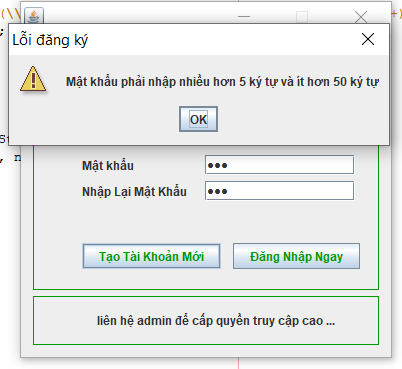 Lỗi đăng ký
Mật khẩu phải nhập nhiều hơn 5 ký tự và ít hơn 50 ký tự
OK
Mật khẩu
Nhập Lại Mật Khẩu
Tạo Tài Khoản Mới
Đăng Nhập Ngay
liên hệ admin để cấp quyền truy cập cao ...